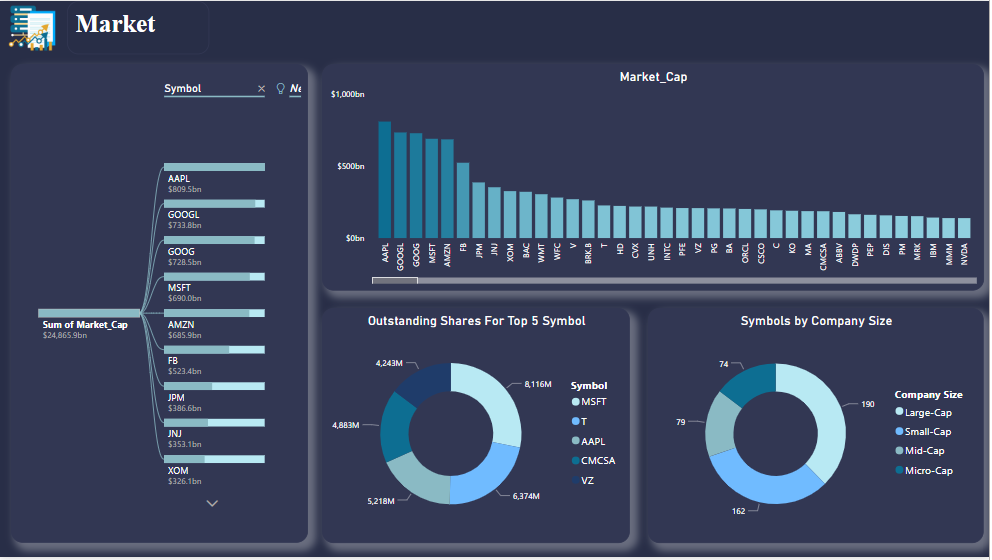 Market
Symbol
Ne
AAPL
$809.5bn
GOOGL
$733.8bn
GOOG
$728.5bn
MSFT
$690.0bn
Sum of Market_Cap
$24,865.9bn
AMZN
$685.9bn
FB
$523.4bn
JPM
$386.6bn
JNJ
$353.1bn
XOM
$326.1bn
Market_Cap
$1,000bn
$500bn
$0bn
AAPL
GOOGL
GOOG
MSFT
AMZN
FB
JPM
JNJ
XOM
BAC
WMT
WFC
V
BRK.B
T
HD
CVX
UNH
INTC
PFE
VZ
PG
BA
ORCL
CSCO
C
KO
MA
CMCSA
ABBV
DWDP
PEP
DIS
PM
MRK
IBM
MMM
NVDA
Outstanding Shares For Top 5 Symbol
4,243M
8,116M
4,883M
5,218M
6,374M
Symbol
MSFT
T
AAPL
CMCSA
VZ
Symbols by Company Size
74
190
79
162
Company Size
Large-Cap
Small-Cap
Mid-Cap
Micro-Cap